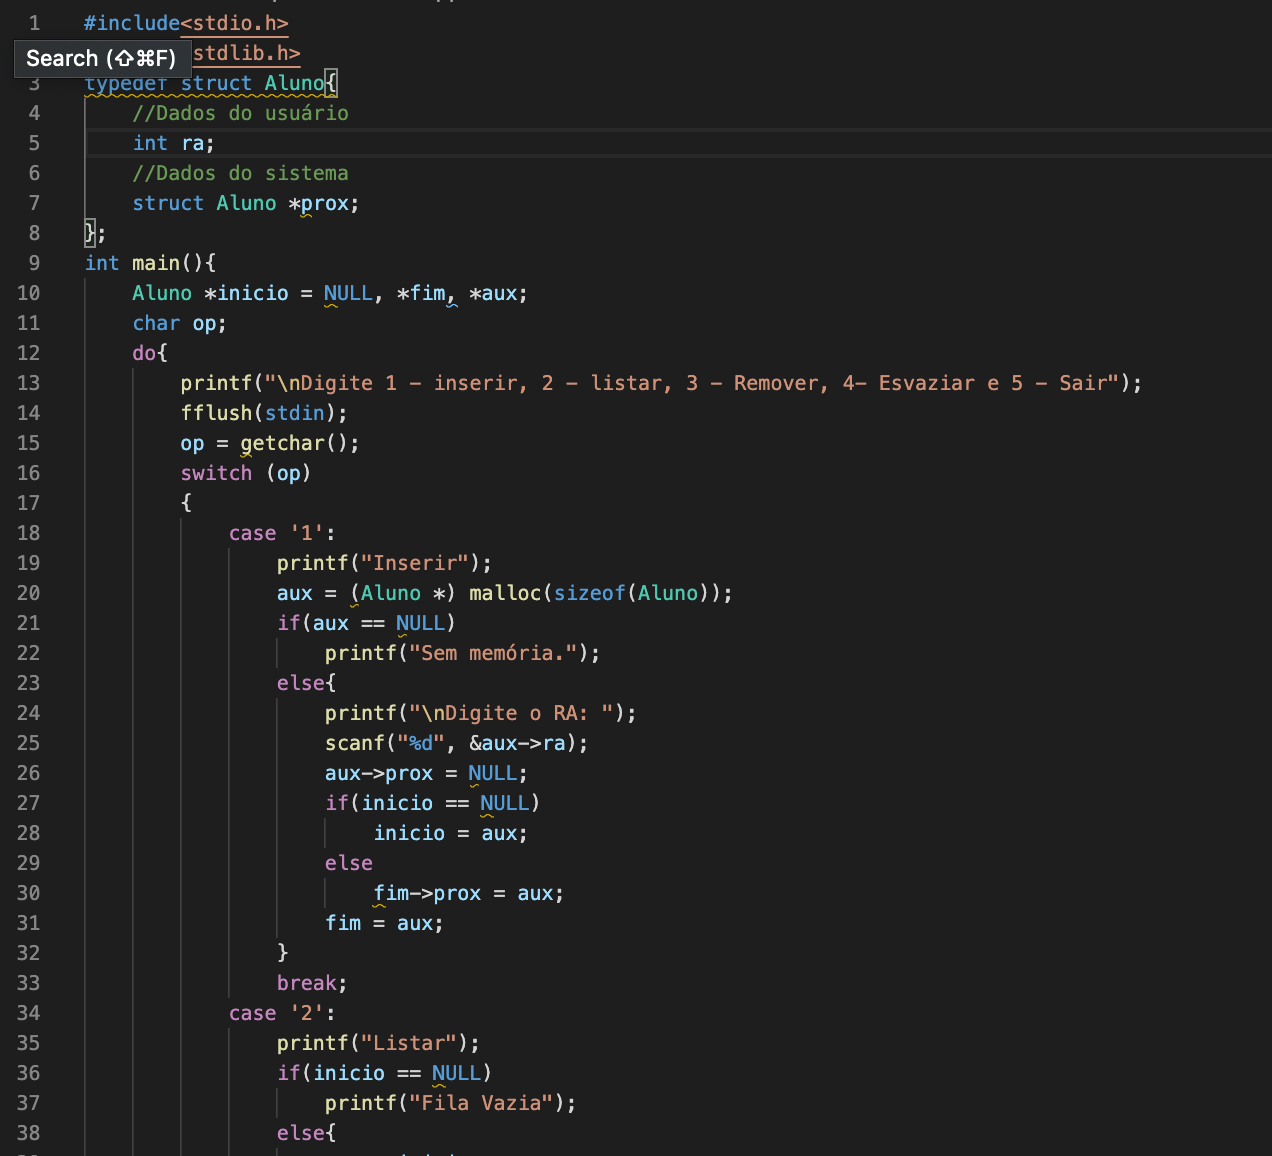 1 #include<stdio.h>
Search (⇧⌘F) stdlib.h>
3 typedef struct Aluno{
4 //Dados do usuário
5 int ra;
6 //Dados do sistema
7 struct Aluno *prox;
8 };
9 int main(){
10 Aluno *inicio = NULL, *fim, *aux;
11 char op;
12 do{
13 printf("\nDigite 1 - inserir, 2 - listar, 3 - Remover, 4- Esvaziar e 5 - Sair");
14 fflush(stdin);
15 op = getchar();
16 switch (op)
17 {
18 case '1':
19 printf("Inserir");
20 aux = (Aluno *) malloc(sizeof(Aluno));
21 if(aux == NULL)
22 printf("Sem memória.");
23 else{
24 printf("\nDigite o RA: ");
25 scanf("%d", &aux->ra);
26 aux->prox = NULL;
27 if(inicio == NULL)
28 inicio = aux;
29 else
30 fim->prox = aux;
31 fim = aux;
32 }
33 break;
34 case '2':
35 printf("Listar");
36 if(inicio == NULL)
37 printf("Fila Vazia");
38 else{